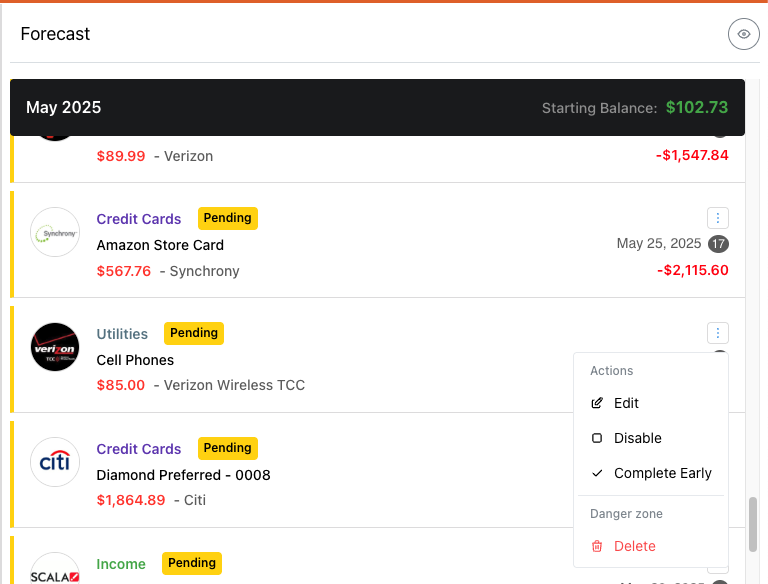 Forecast
May 2025
Starting Balance: $102.73
$89.99 - Verizon
-$1,547.84
Synchrony
Credit Cards
Pending
Amazon Store Card
May 25, 2025 17
$567.76 - Synchrony
-$2,115.60
verizon
TCC
Utilities
Pending
Cell Phones
$85.00 - Verizon Wireless TCC
Actions
Edit
Disable
Complete Early
Danger zone
Delete
citi
Credit Cards
Pending
Diamond Preferred - 0008
$1,864.89 - Citi
SCALA
Income
Pending